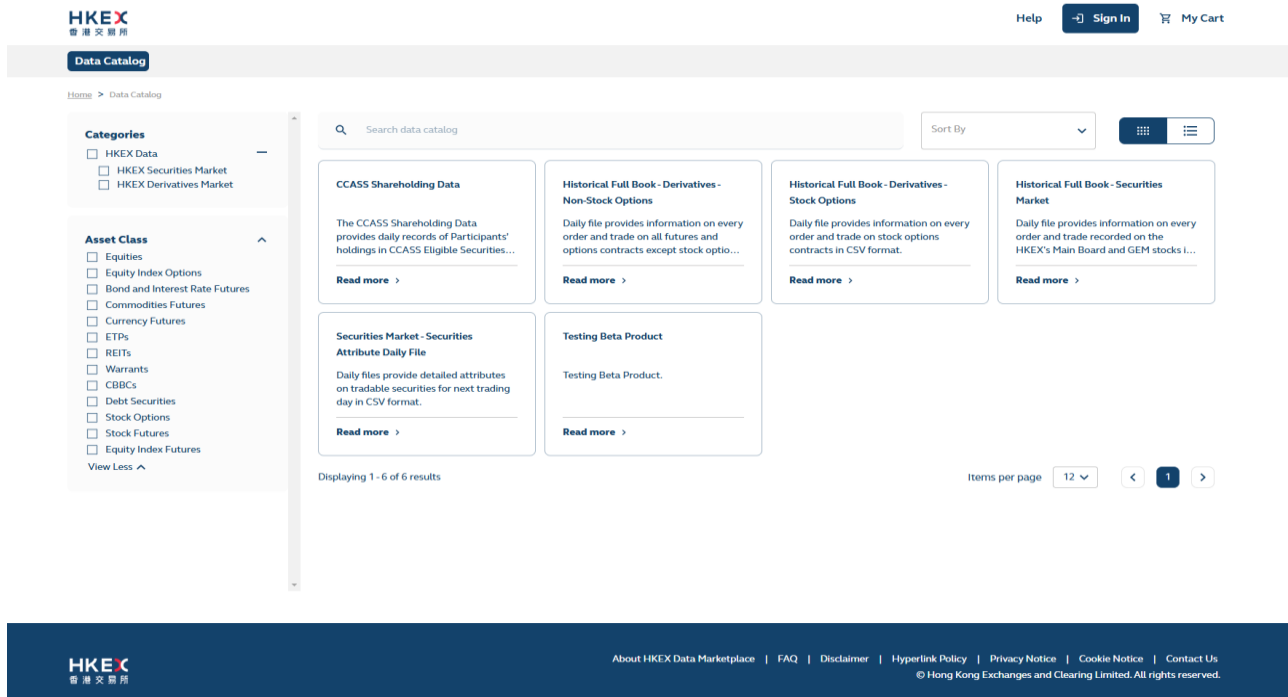 HKEX
香港交易所
Help
Sign In
My Cart
Data Catalog
Home > Data Catalog
Categories
HKEX Data
HKEX Securities Market
HKEX Derivatives Market
Asset Class
Equities
Equity Index Options
Bond and Interest Rate Futures
Commodities Futures
Currency Futures
ETPs
REITs
Warrants
CBBCs
Debt Securities
Stock Options
Stock Futures
Equity Index Futures
View Less
Search data catalog
Sort By
CCASS Shareholding Data
The CCASS Shareholding Data
provides daily records of Participants'
holdings in CCASS Eligible Securities...
Read more >
Historical Full Book - Derivatives -
Non-Stock Options
Daily file provides information on every
order and trade on all futures and
options contracts except stock optio...
Read more >
Historical Full Book - Derivatives -
Stock Options
Daily file provides information on every
order and trade on stock options
contracts in CSV format.
Read more >
Historical Full Book - Securities
Market
Daily file provides information on every
order and trade recorded on the
HKEX's Main Board and GEM stocks i...
Read more >
Securities Market - Securities
Attribute Daily File
Daily files provide detailed attributes
on tradable securities for next trading
day in CSV format.
Read more >
Testing Beta Product
Testing Beta Product.
Read more >
Displaying 1 - 6 of 6 results
Items per page 12 < 1 >
HKEX
香港交易所
About HKEX Data Marketplace | FAQ | Disclaimer | Hyperlink Policy | Privacy Notice | Cookie Notice | Contact Us
© Hong Kong Exchanges and Clearing Limited. All rights reserved.